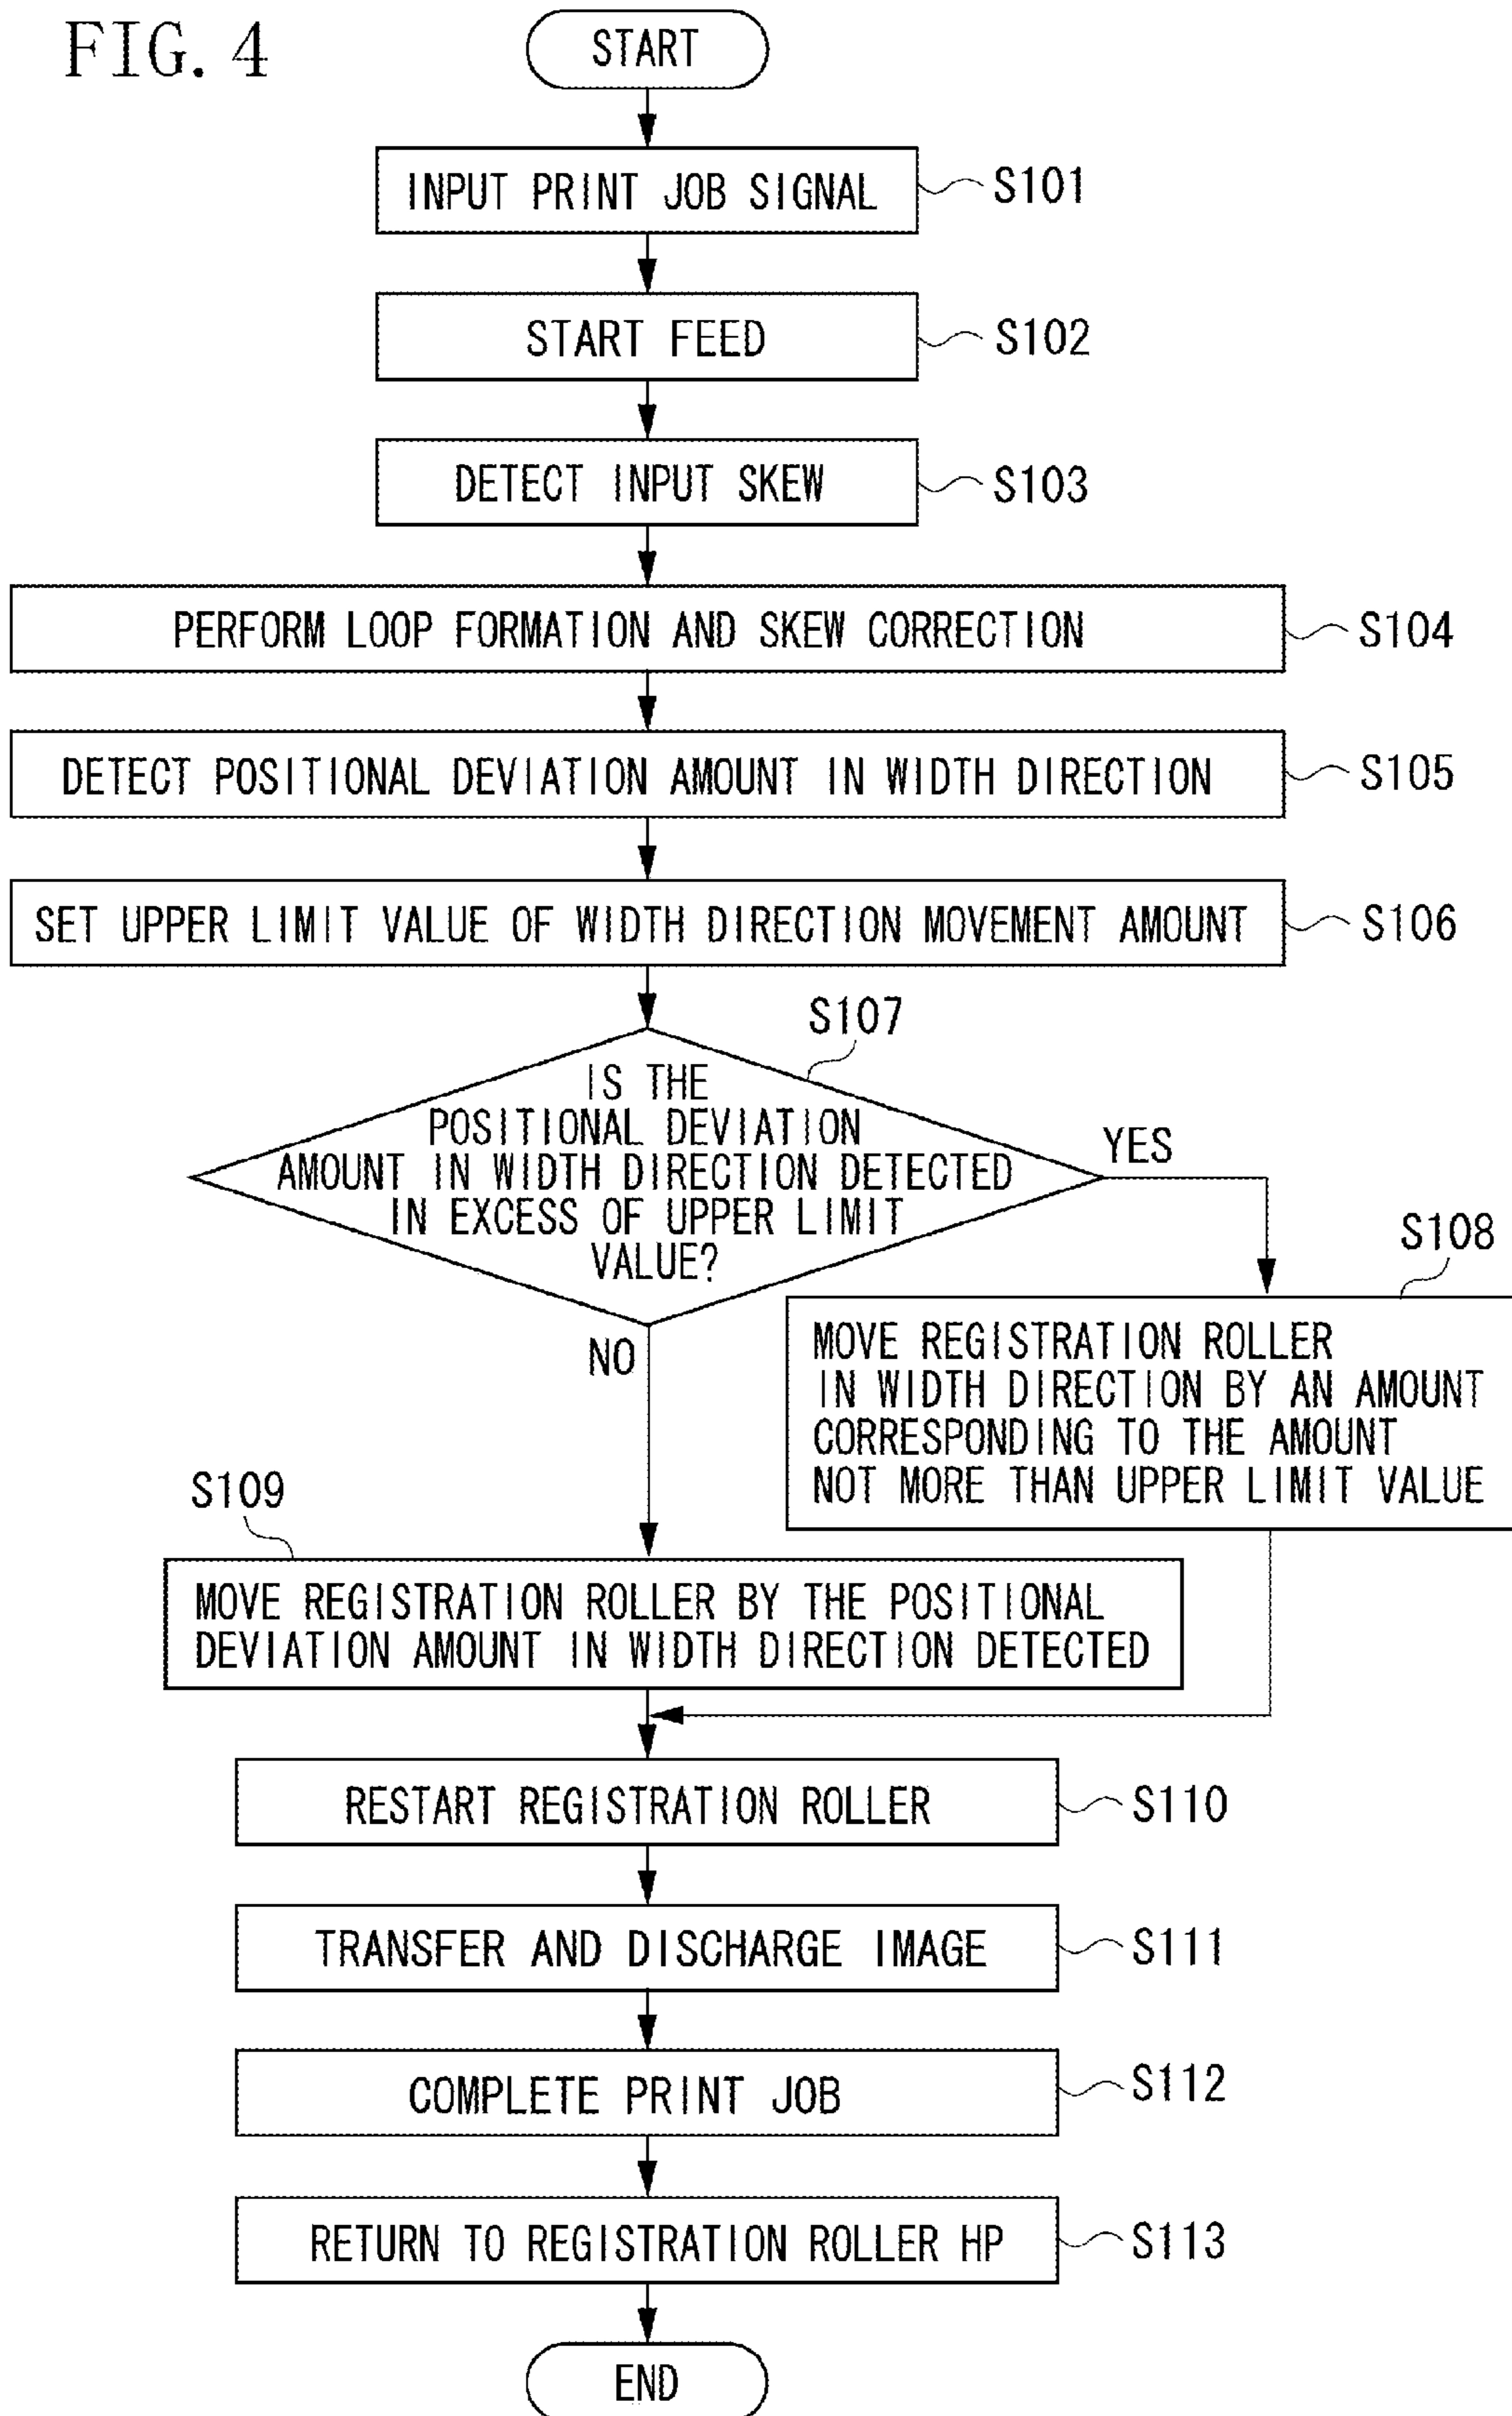 FIG. 4
START
INPUT PRINT JOB SIGNAL
S101
START FEED
S102
DETECT INPUT SKEW
S103
PERFORM LOOP FORMATION AND SKEW CORRECTION
S104
DETECT POSITIONAL DEVIATION AMOUNT IN WIDTH DIRECTION
S105
SET UPPER LIMIT VALUE OF WIDTH DIRECTION MOVEMENT AMOUNT
S106
S107
IS THE
POSITIONAL DEVIATION
AMOUNT IN WIDTH DIRECTION DETECTED
IN EXCESS OF UPPER LIMIT
VALUE?
YES
NO
S108
MOVE REGISTRATION ROLLER
IN WIDTH DIRECTION BY AN AMOUNT
CORRESPONDING TO THE AMOUNT
NOT MORE THAN UPPER LIMIT VALUE
S109
MOVE REGISTRATION ROLLER BY THE POSITIONAL
DEVIATION AMOUNT IN WIDTH DIRECTION DETECTED
RESTART REGISTRATION ROLLER
S110
TRANSFER AND DISCHARGE IMAGE
S111
COMPLETE PRINT JOB
S112
RETURN TO REGISTRATION ROLLER HP
S113
END